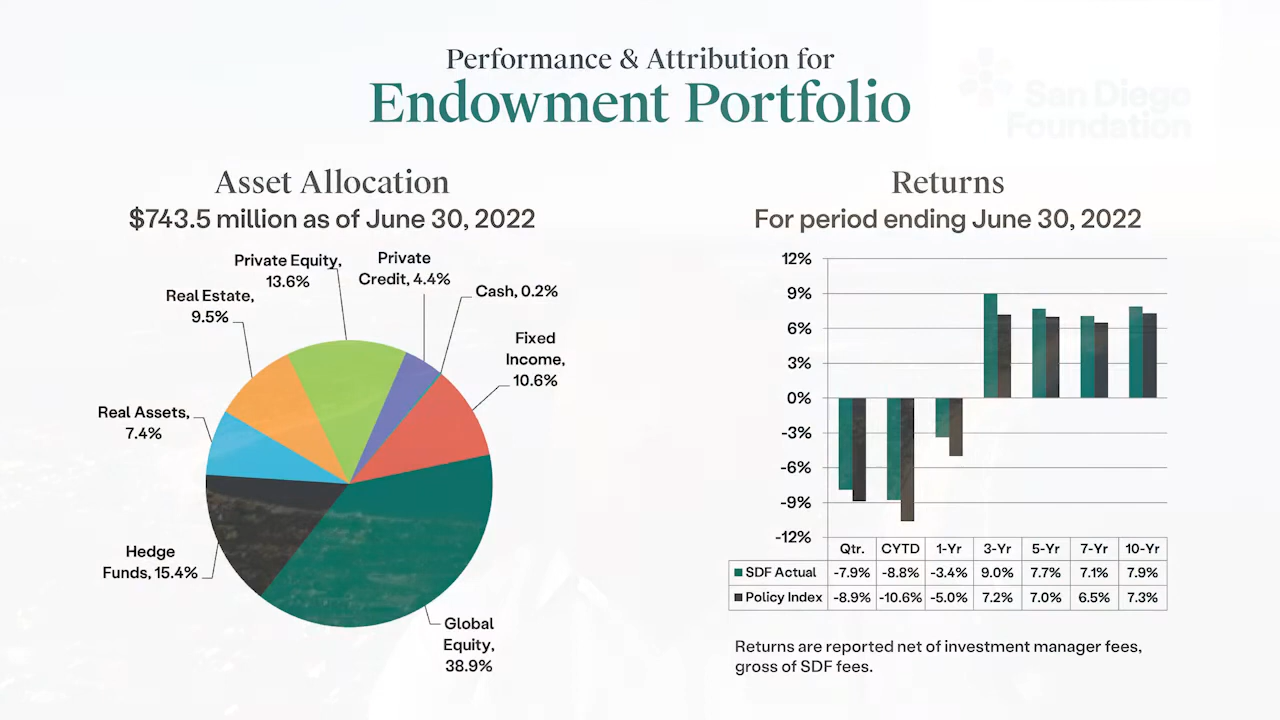 Performance & Attribution for
Endowment Portfolio
San Diego
Foundation
Asset Allocation
$743.5 million as of June 30, 2022
Private Equity,
13.6%
Private
Credit, 4.4%
Real Estate,
9.5%
Cash, 0.2%
Fixed
Income,
10.6%
Real Assets,
7.4%
Hedge
Funds, 15.4%
Global
Equity,
38.9%
Returns
For period ending June 30, 2022
12%
9%
6%
3%
0%
-3%
-6%
-9%
-12%
Qtr. CYTD 1-Yr 3-Yr 5-Yr 7-Yr 10-Yr
SDF Actual -7.9% -8.8% -3.4% 9.0% 7.7% 7.1% 7.9%
Policy Index -8.9% -10.6% -5.0% 7.2% 7.0% 6.5% 7.3%
Returns are reported net of investment manager fees,
gross of SDF fees.